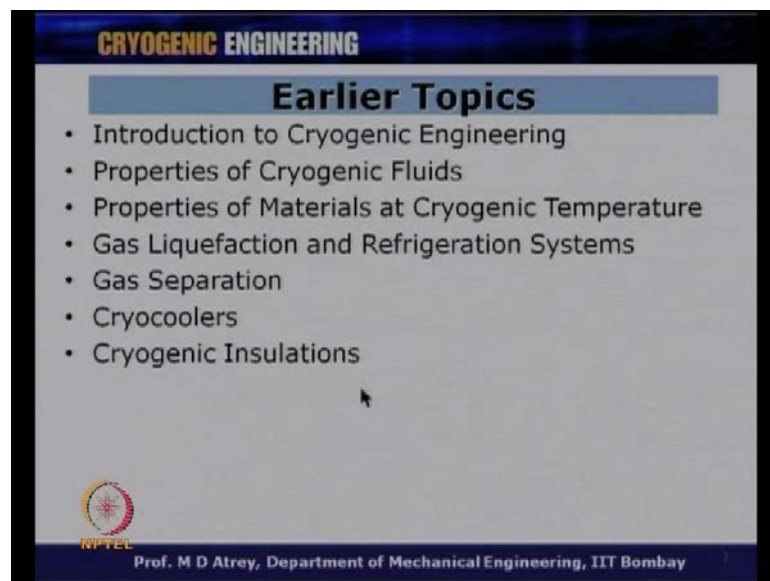 CRYOGENIC ENGINEERING
Earlier Topics
• Introduction to Cryogenic Engineering
• Properties of Cryogenic Fluids
• Properties of Materials at Cryogenic Temperature
• Gas Liquefaction and Refrigeration Systems
• Gas Separation
• Cryocoolers
• Cryogenic Insulations
NPTEL
Prof. M D Atrey, Department of Mechanical Engineering, IIT Bombay